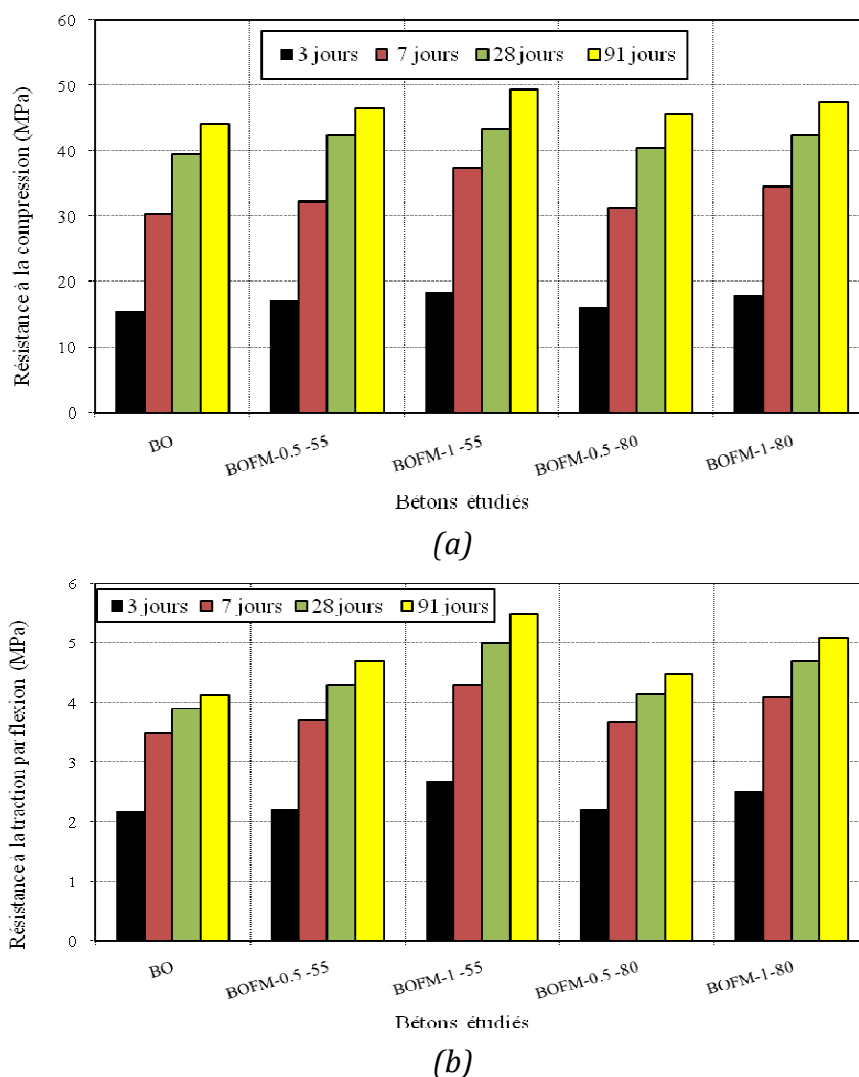 60
50
40
30
20
10
0
Résistance à la compression (MPa)
3 jours 7 jours 28 jours 91 jours
BO
BOFM-0.5 -55
BOFM-1 -55
BOFM-0.5-80
BOFM-1-80
Bétons étudiés
(a)
6
5
4
3
2
1
0
Résistance à la traction par flexion (MPa)
3 jours 7 jours 28 jours 91 jours
BO
BOFM-0.5 -55
BOFM-1 -55
BOFM-0.5-80
BOFM-1-80
Bétons étudiés
(b)